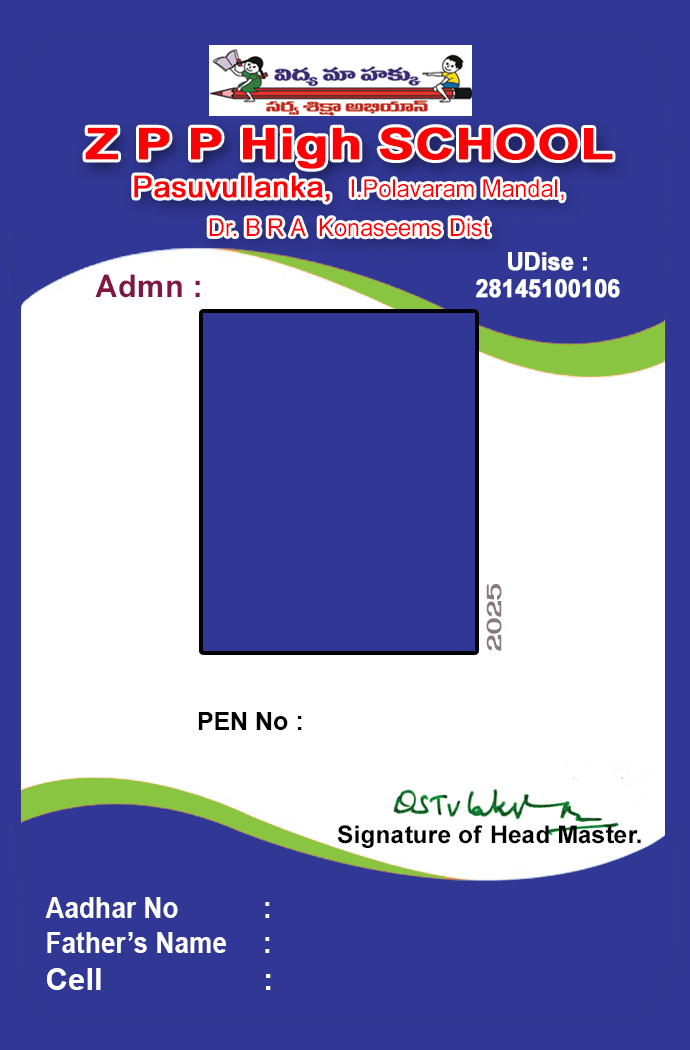 విద్య మా హక్కు
సర్వ శిక్షా అభియాన్
Z P P High SCHOOL
Pasuvullanka, I.Polavaram Mandal,
Dr. B R A Konaseems Dist
UDise :
28145100106
Admn :
2025
PEN No :
Signature of Head Master.
Aadhar No :
Father’s Name :
Cell :